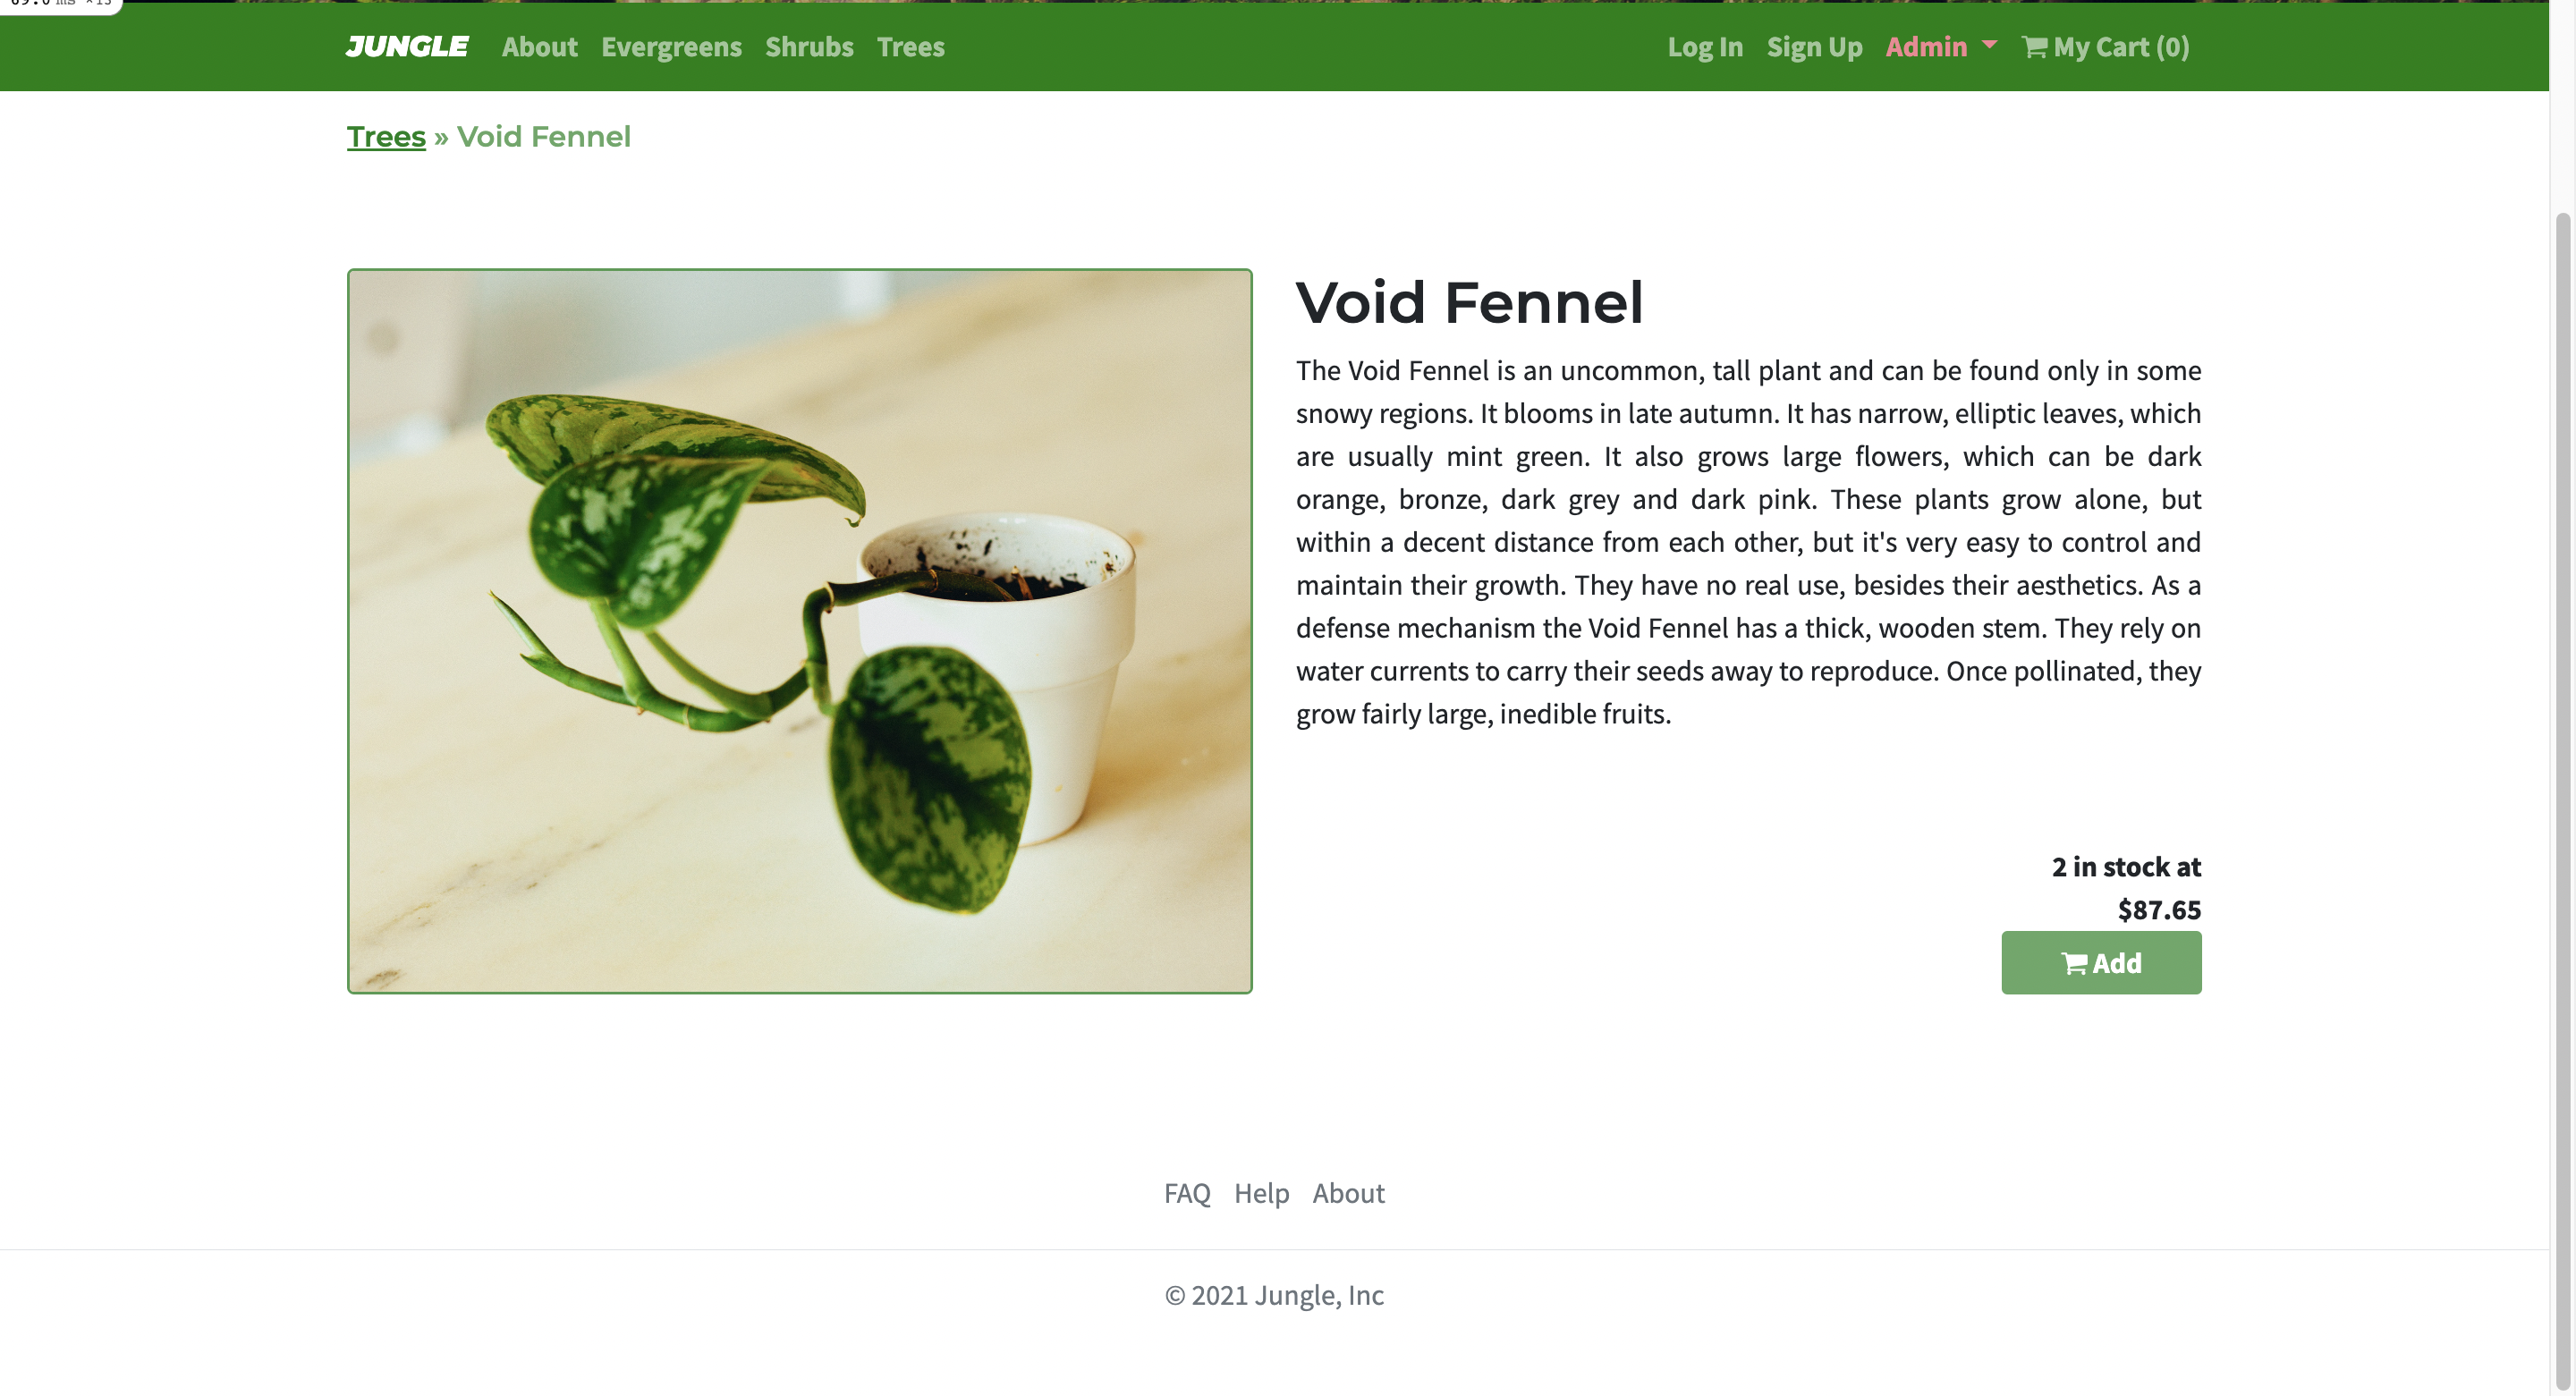 JUNGLE About Evergreens Shrubs Trees Log In Sign Up Admin My Cart (0)
Trees » Void Fennel
Void Fennel
The Void Fennel is an uncommon, tall plant and can be found only in some
snowy regions. It blooms in late autumn. It has narrow, elliptic leaves, which
are usually mint green. It also grows large flowers, which can be dark
orange, bronze, dark grey and dark pink. These plants grow alone, but
within a decent distance from each other, but it's very easy to control and
maintain their growth. They have no real use, besides their aesthetics. As a
defense mechanism the Void Fennel has a thick, wooden stem. They rely on
water currents to carry their seeds away to reproduce. Once pollinated, they
grow fairly large, inedible fruits.
2 in stock at
$87.65
Add
FAQ Help About
© 2021 Jungle, Inc